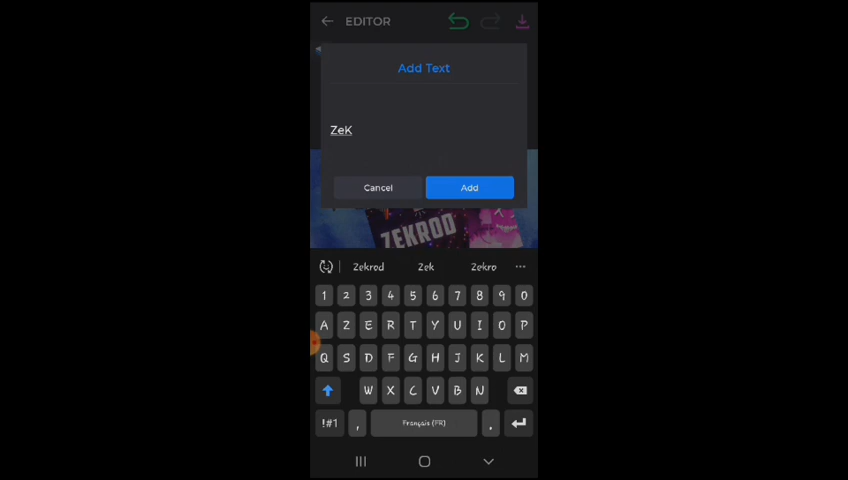 EDITOR
Add Text
ZeK
Cancel
Add
ZEKROD
Zekrod Zek Zekro ...
1 2 3 4 5 6 7 8 9 0
A Z E R T Y U I O P
Q S D F G H J K L M
W X C V B N
!#1 , Français (FR) .